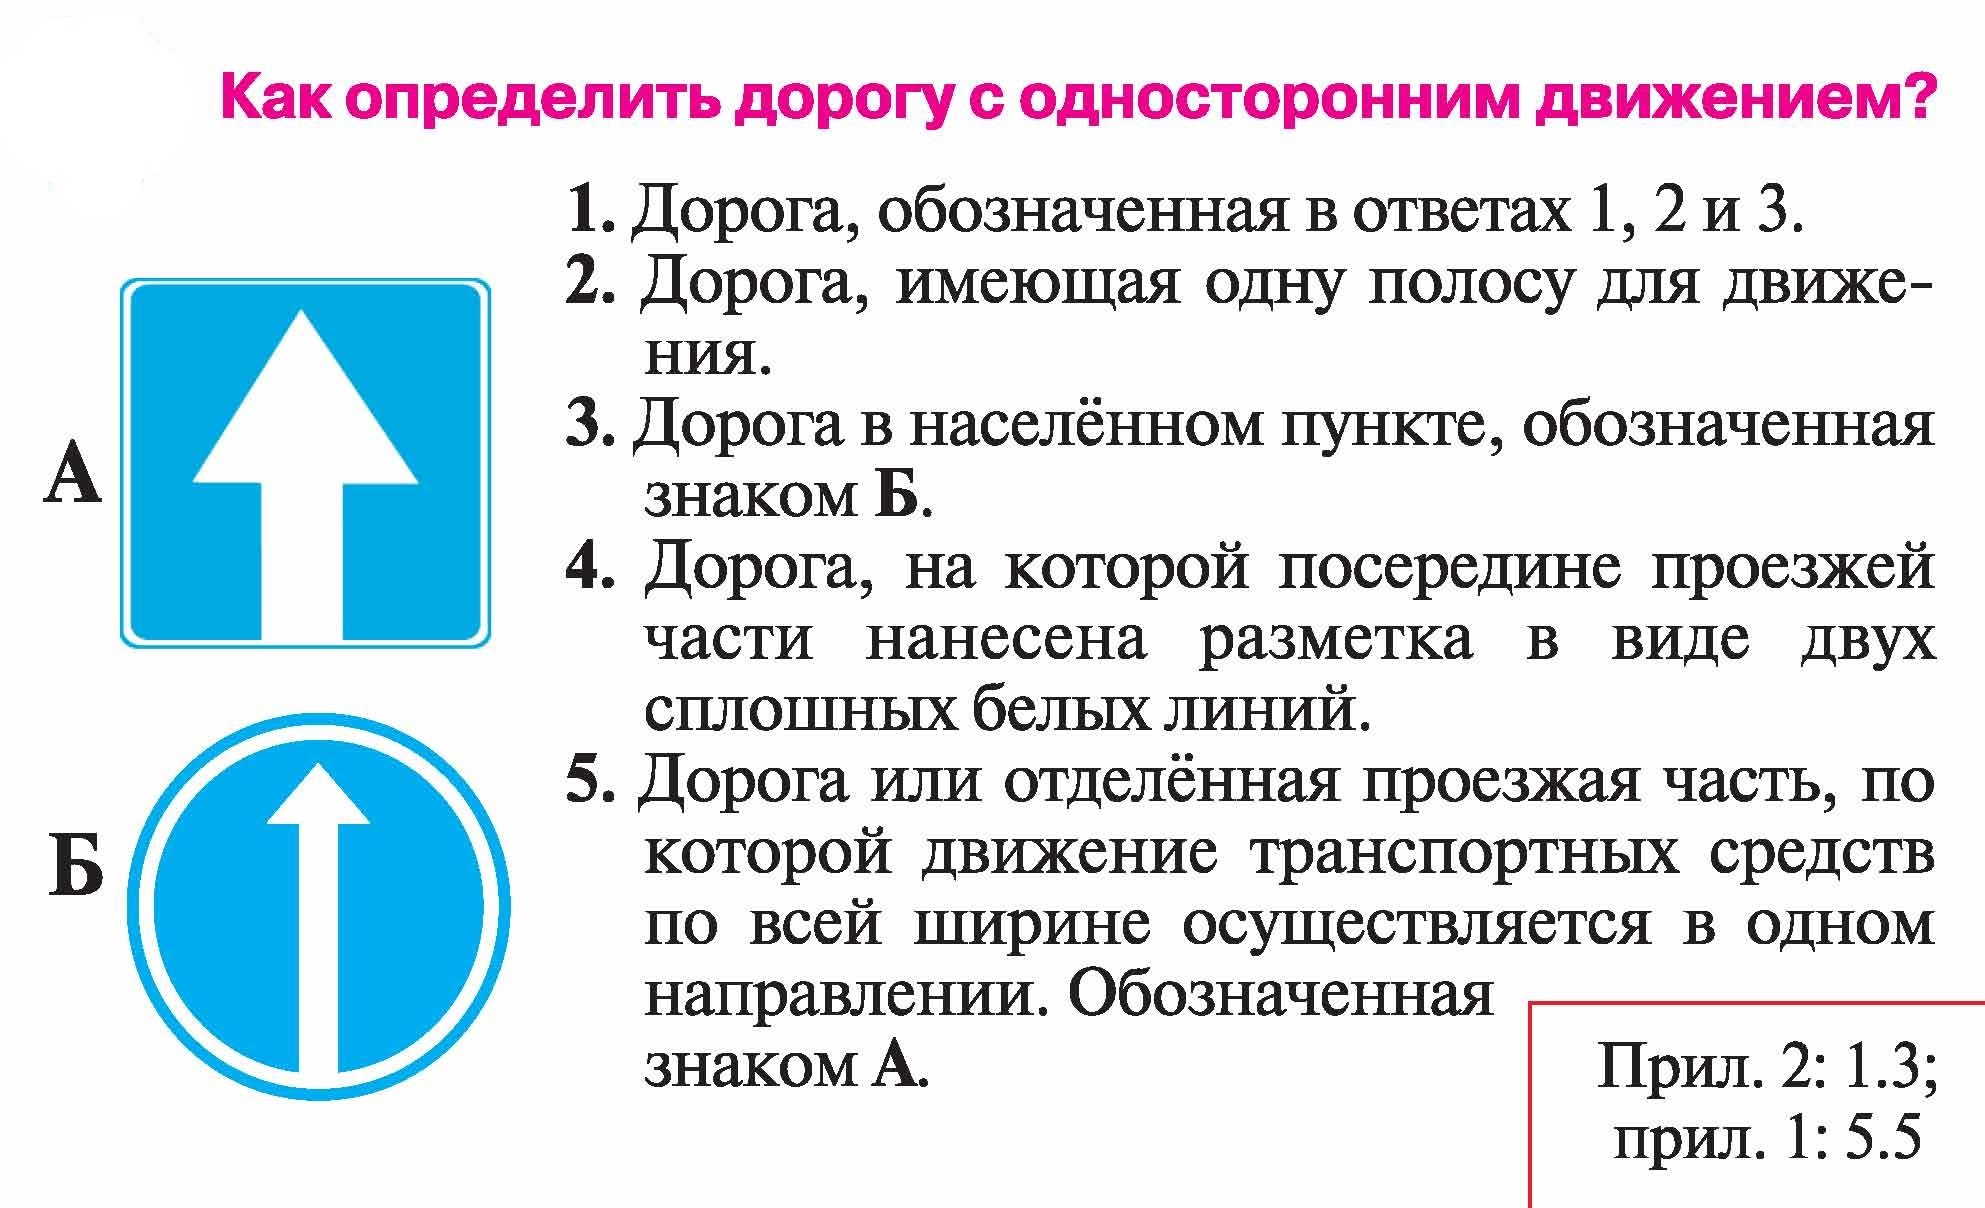 Как определить дорогу с односторонним движением?
1. Дорога, обозначенная в ответах 1, 2 и 3.
2. Дорога, имеющая одну полосу для движе-
ния.
3. Дорога в населённом пункте, обозначенная
знаком Б.
4. Дорога, на которой посередине проезжей
части нанесена разметка в виде двух
сплошных белых линий.
5. Дорога или отделённая проезжая часть, по
которой движение транспортных средств
по всей ширине осуществляется в одном
направлении. Обозначенная
знаком А.
А
Б
Прил. 2: 1.3;
прил. 1: 5.5